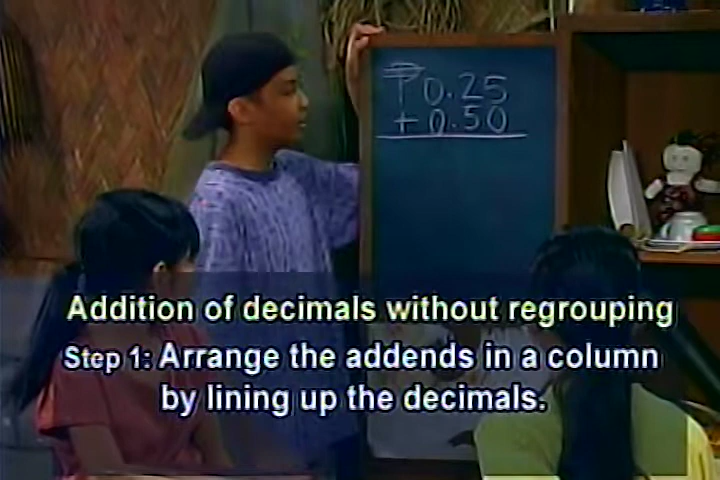 ₱0.25
+ 0.50
Addition of decimals without regrouping
Step 1: Arrange the addends in a column
by lining up the decimals.